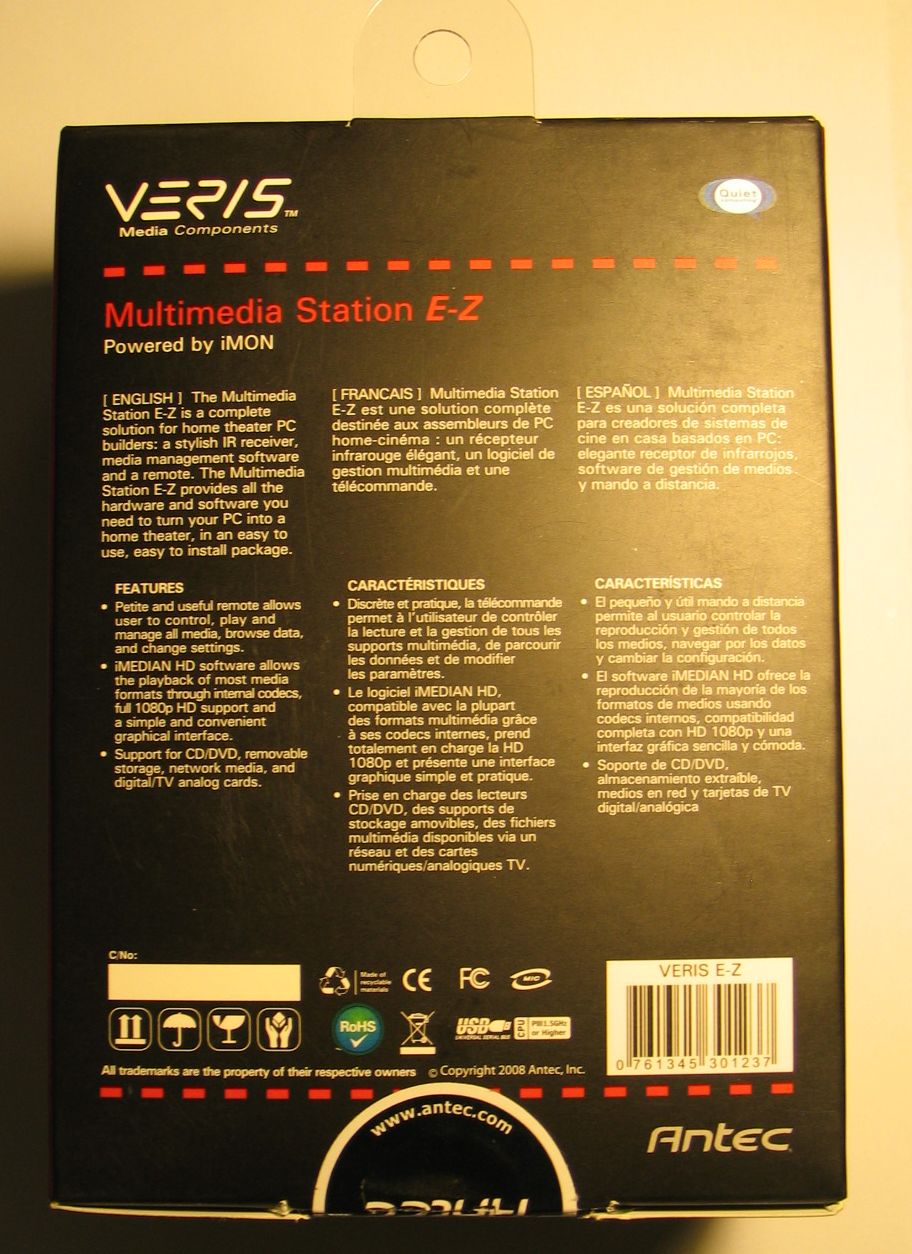 VERIS™
Media Components
Quiet
Multimedia Station E-Z
Powered by iMON
[ ENGLISH ] The Multimedia
Station E-Z is a complete
solution for home theater PC
builders: a stylish IR receiver,
media management software
and a remote. The Multimedia
Station E-Z provides all the
hardware and software you
need to turn your PC into a
home theater, in an easy to
use, easy to install package.
FEATURES
• Petite and useful remote allows
user to control, play and
manage all media, browse data,
and change settings.
• iMEDIAN HD software allows
the playback of most media
formats through internal codecs,
full 1080p HD support and
a simple and convenient
graphical interface.
• Support for CD/DVD, removable
storage, network media, and
digital/TV analog cards.
[ FRANCAIS ] Multimedia Station
E-Z est une solution complète
destinée aux assembleurs de PC
home-cinéma : un récepteur
infrarouge élégant, un logiciel de
gestion multimédia et une
télécommande.
CARACTÉRISTIQUES
• Discrète et pratique, la télécommande
permet à l'utilisateur de contrôler
la lecture et la gestion de tous les
supports multimédia, de parcourir
les données et de modifier
les paramètres.
• Le logiciel iMEDIAN HD,
compatible avec la plupart
des formats multimédia grâce
à ses codecs internes, prend
totalement en charge la HD
1080p et présente une interface
graphique simple et pratique.
• Prise en charge des lecteurs
CD/DVD, des supports de
stockage amovibles, des fichiers
multimédia disponibles via un
réseau et des cartes
numériques/analogiques TV.
[ ESPAÑOL ] Multimedia Station
E-Z es una solución completa
para creadores de sistemas de
cine en casa basados en PC:
elegante receptor de infrarrojos,
software de gestión de medios
y mando a distancia.
CARACTERÍSTICAS
• El pequeño y útil mando a distancia
permite al usuario controlar la
reproducción y gestión de todos
los medios, navegar por los datos
y cambiar la configuración.
• El software iMEDIAN HD ofrece la
reproducción de la mayoría de los
formatos de medios usando
codecs internos, compatibilidad
completa con HD 1080p y una
interfaz gráfica sencilla y cómoda.
• Soporte de CD/DVD,
almacenamiento extraíble,
medios en red y tarjetas de TV
digital/analógica
C/No:
Made of
recyclable
materials
CE
FC
MIC
RoHS
USB
UNIVERSAL SERIAL BUS
CPU
PIII 1.5GHz
or Higher
VERIS E-Z
0 761345 301237
All trademarks are the property of their respective owners © Copyright 2008 Antec, Inc.
www.antec.com
Antec